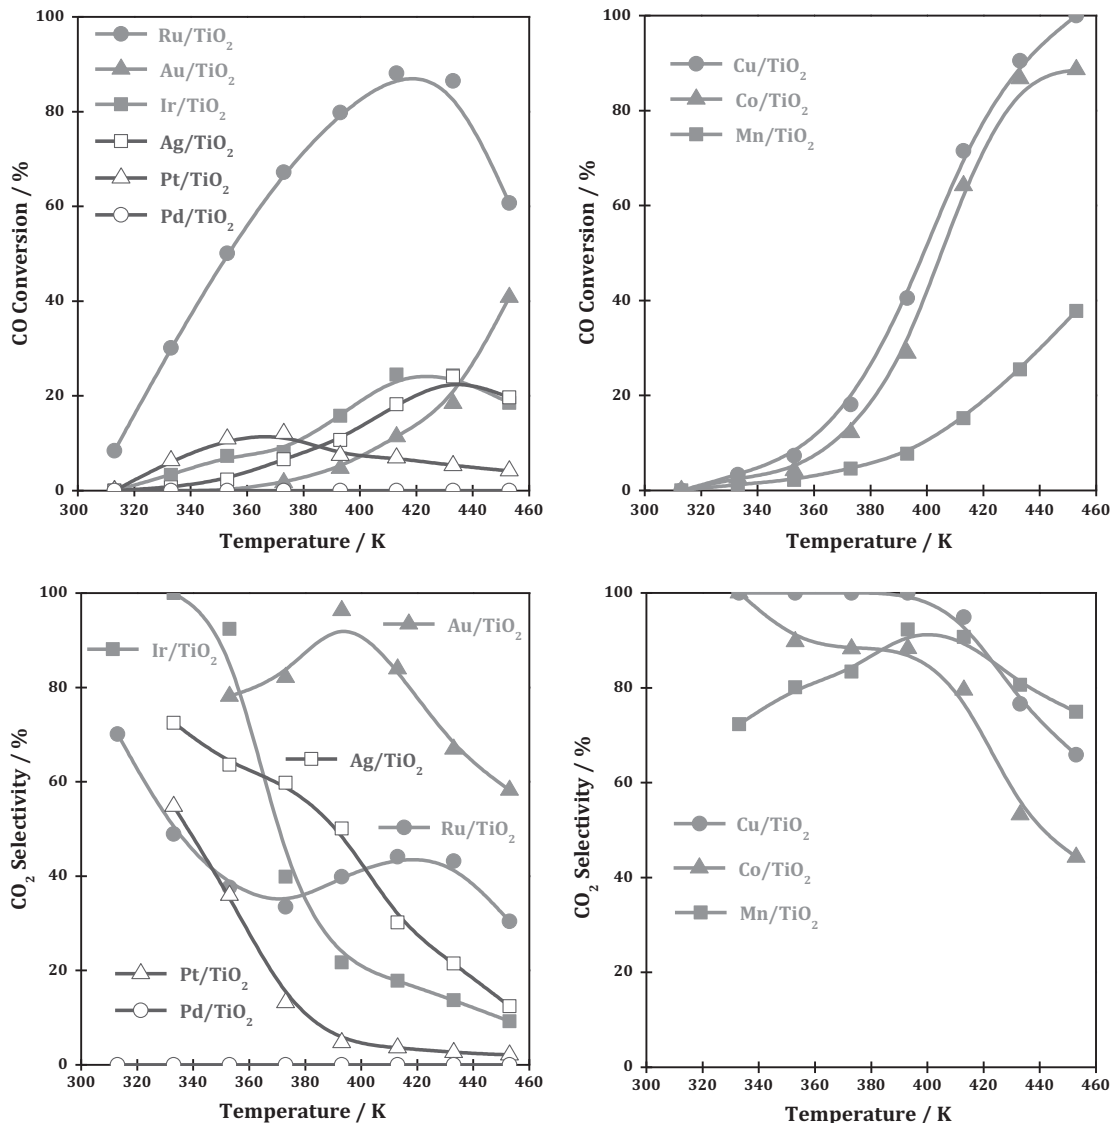 100
80
60
40
20
0
CO Conversion / %
Ru/TiO₂
Au/TiO₂
Ir/TiO₂
Ag/TiO₂
Pt/TiO₂
Pd/TiO₂
300 320 340 360 380 400 420 440 460
Temperature / K
100
80
60
40
20
0
CO Conversion / %
Cu/TiO₂
Co/TiO₂
Mn/TiO₂
300 320 340 360 380 400 420 440 460
Temperature / K
100
80
60
40
20
0
CO₂ Selectivity / %
Au/TiO₂
Ir/TiO₂
Ag/TiO₂
Ru/TiO₂
Pt/TiO₂
Pd/TiO₂
300 320 340 360 380 400 420 440 460
Temperature / K
100
80
60
40
20
0
CO₂ Selectivity / %
Cu/TiO₂
Co/TiO₂
Mn/TiO₂
300 320 340 360 380 400 420 440 460
Temperature / K